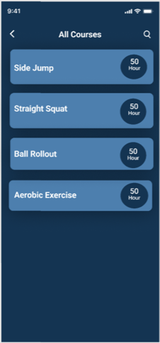 9:41
All Courses
Side Jump
50
Hour
Straight Squat
50
Hour
Ball Rollout
50
Hour
Aerobic Exercise
50
Hour